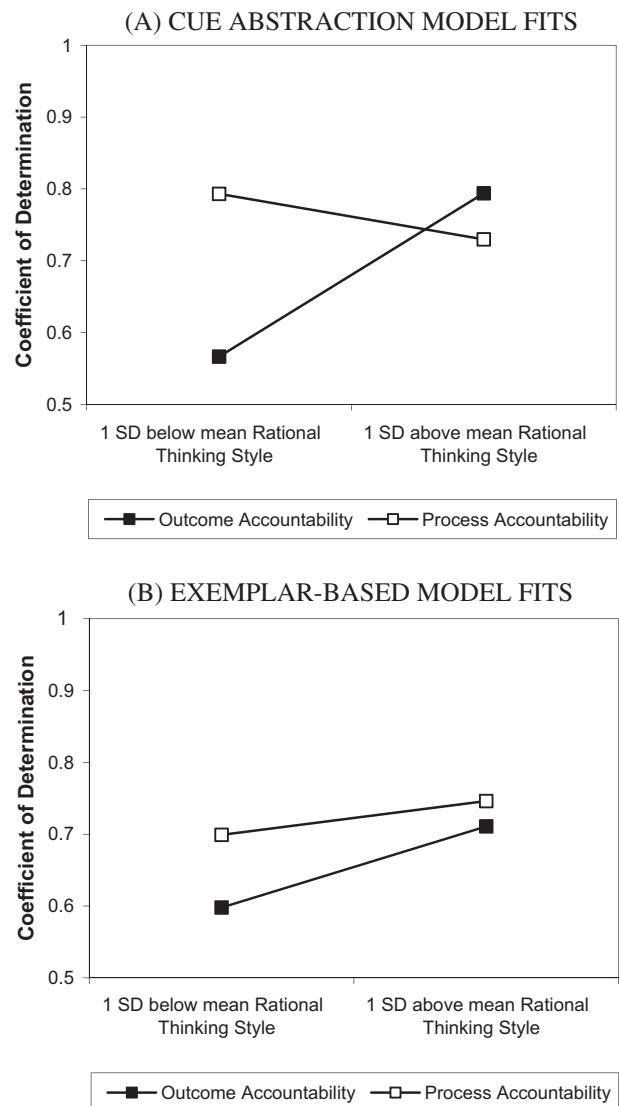 (A) CUE ABSTRACTION MODEL FITS
1
0.9
0.8
0.7
0.6
0.5
Coefficient of Determination
1 SD below mean Rational
Thinking Style
1 SD above mean Rational
Thinking Style
Outcome Accountability
Process Accountability
(B) EXEMPLAR-BASED MODEL FITS
1
0.9
0.8
0.7
0.6
0.5
Coefficient of Determination
1 SD below mean Rational
Thinking Style
1 SD above mean Rational
Thinking Style
Outcome Accountability
Process Accountability